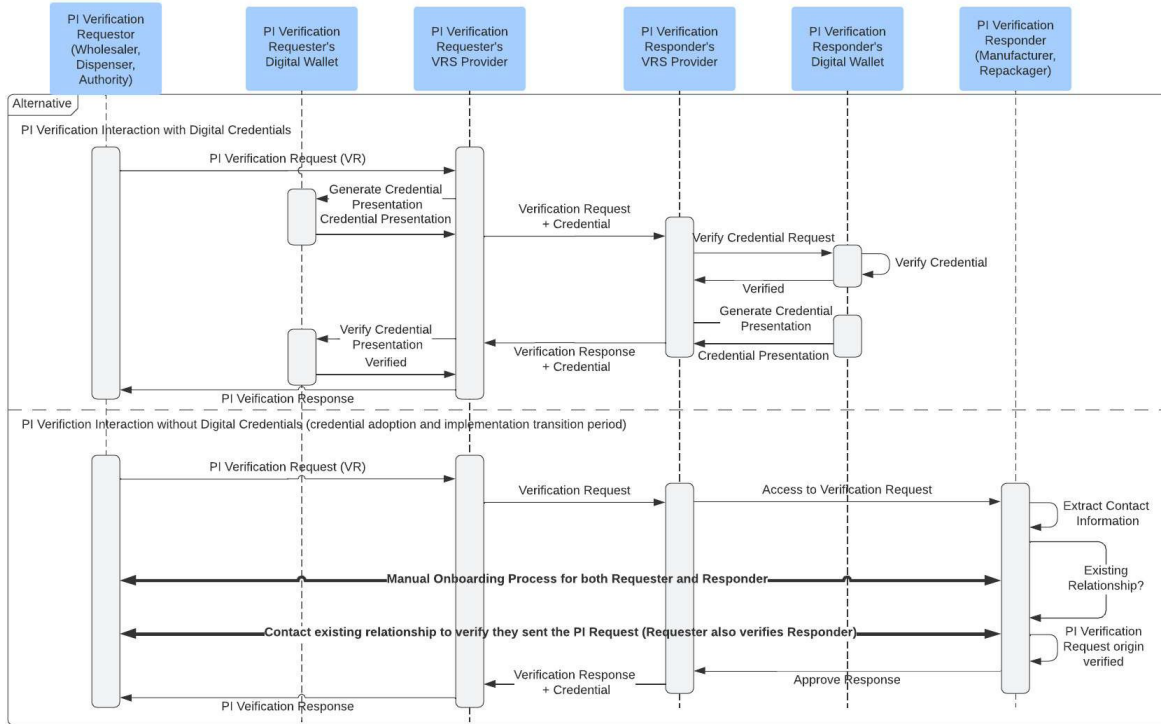 PI Verification
Requestor
(Wholesaler,
Dispenser,
Authority)
PI Verification
Requester's
Digital Wallet
PI Verification
Requester's
VRS Provider
PI Verification
Responder's
VRS Provider
PI Verification
Responder's
Digital Wallet
PI Verification
Responder
(Manufacturer,
Repackager)
Alternative
PI Verification Interaction with Digital Credentials
PI Verification Request (VR)
Generate Credential
Presentation
Credential Presentation
Verification Request
+ Credential
Verify Credential Request
Verify Credential
Verified
Generate Credential
Presentation
Verify Credential
Presentation
Verification Response
+ Credential
Credential Presentation
Verified
PI Veification Response
PI Verifiction Interaction without Digital Credentials (credential adoption and implementation transition period)
PI Verification Request (VR)
Verification Request
Access to Verification Request
Extract Contact
Information
Manual Onboarding Process for both Requester and Responder
Existing
Relationship?
Contact existing relationship to verify they sent the PI Request (Requester also verifies Responder)
PI Verification
Request origin
verified
Verification Response
+ Credential
Approve Response
PI Veification Response